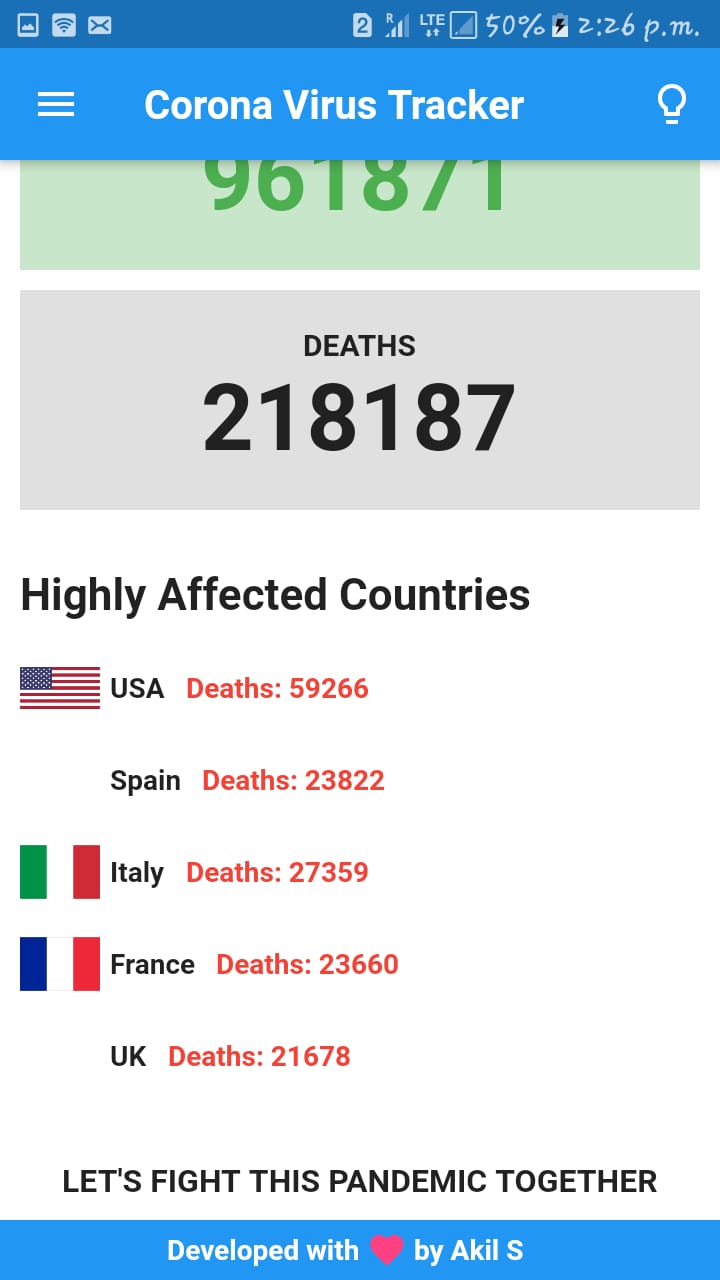 2 R LTE 50% 2:26 p.m.
Corona Virus Tracker
961871
DEATHS
218187
Highly Affected Countries
USA Deaths: 59266
Spain Deaths: 23822
Italy Deaths: 27359
France Deaths: 23660
UK Deaths: 21678
LET'S FIGHT THIS PANDEMIC TOGETHER
Developed with by Akil S